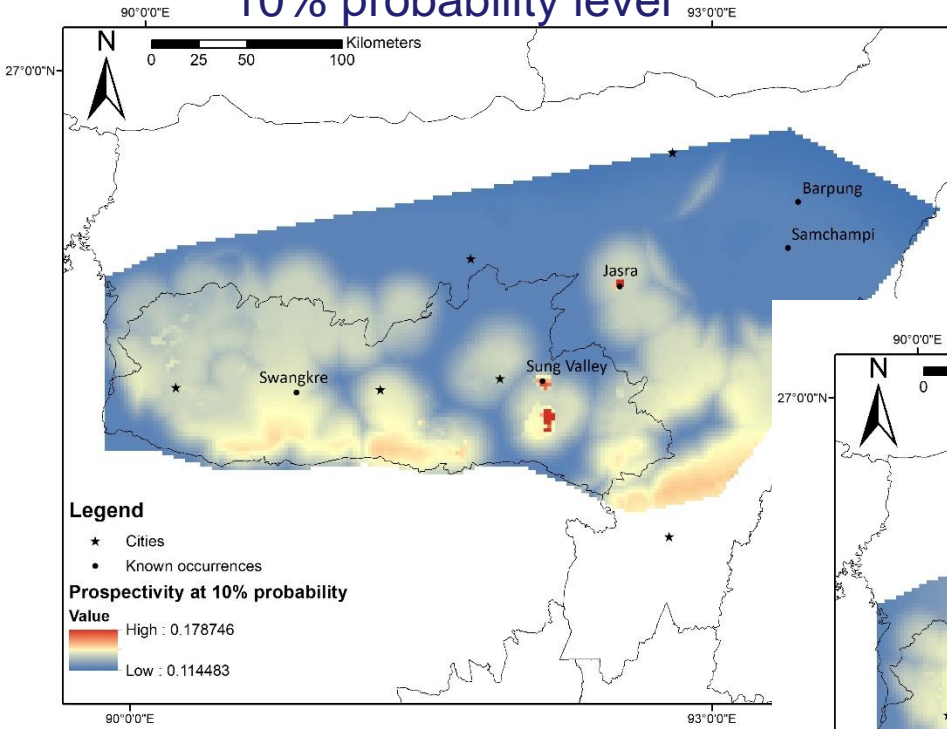 10% probability level
90°0'0"E
93°0'0"E
N
Kilometers
0 25 50 100
27°0'0"N
Barpung
Samchampi
Jasra
Sung Valley
Swangkre
Legend
Cities
Known occurrences
Prospectivity at 10% probability
Value
High : 0.178746
Low : 0.114483
90°0'0"E
93°0'0"E
90°0'0"E
N
0
27°0'0"N